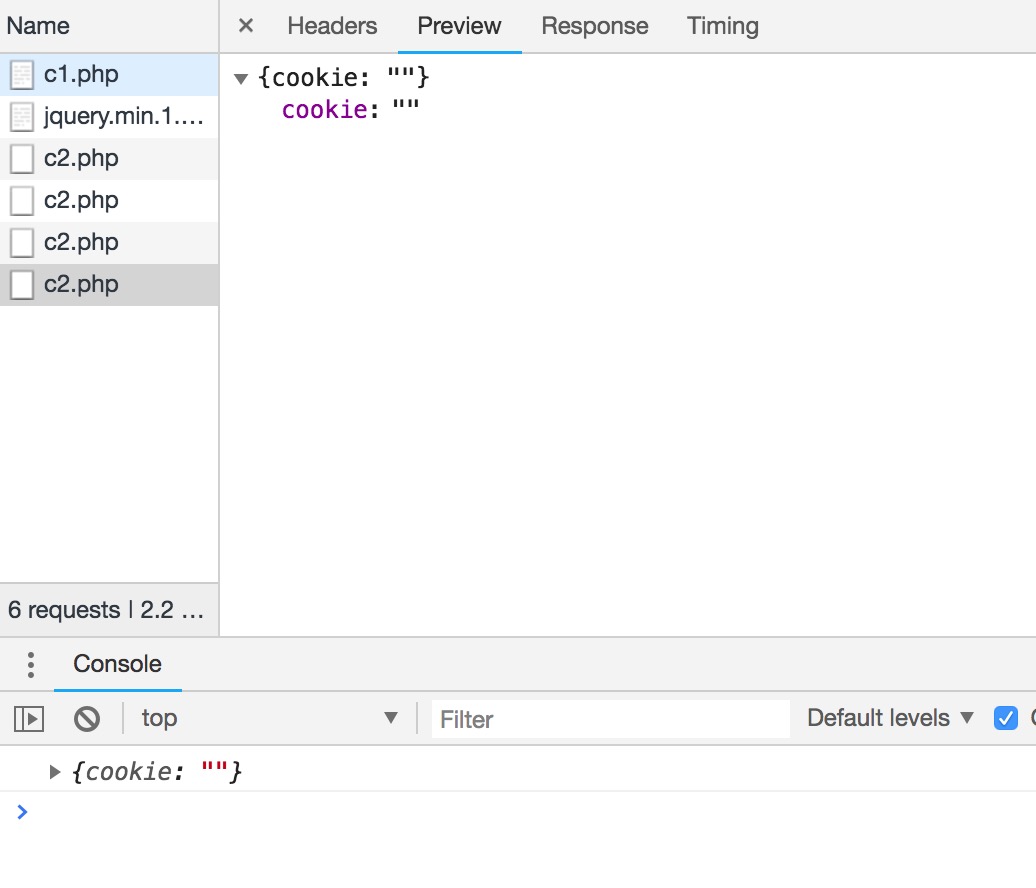 Name
× Headers Preview Response Timing
c1.php
jquery.min.1....
c2.php
c2.php
c2.php
c2.php
▼ {cookie: ""}
cookie: ""
6 requests | 2.2 ...
Console
top ▼ Filter Default levels ▼
▶ {cookie: ""}
>